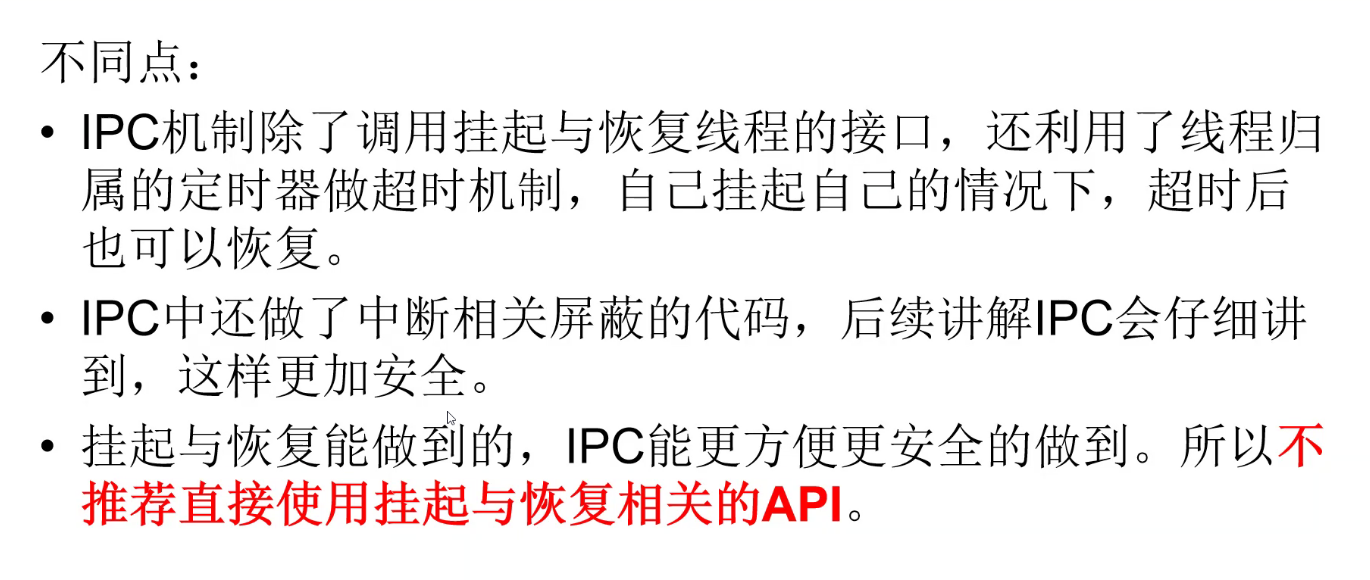 不同点：
• IPC机制除了调用挂起与恢复线程的接口，还利用了线程归
属的定时器做超时机制，自己挂起自己的情况下，超时后
也可以恢复。
• IPC中还做了中断相关屏蔽的代码，后续讲解IPC会仔细讲
到，这样更加安全。
• 挂起与恢复能做到的，IPC能更方便更安全的做到。所以不
推荐直接使用挂起与恢复相关的API。